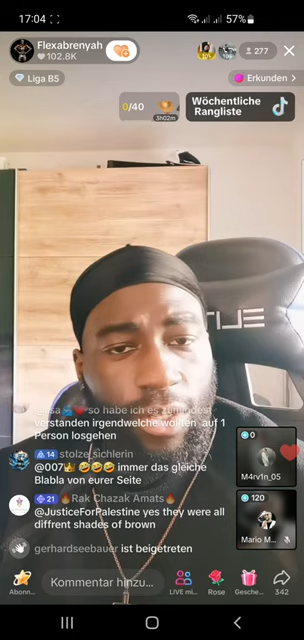 17:04
57%
Flexabrenyah
102.8K
277
Liga B5
Erkunden >
0/40
3h02m
Wöchentliche
Rangliste
so habe ich es zumindest
verstanden irgendwelche wollten auf 1
Person losgehen
14 stolze sichlerin
@007👑🤣🤣🤣 immer das gleiche
Blabla von eurer Seite
21 🔥Rak Chazak Amats🔥
@JusticeForPalestine yes they were all
diffrent shades of brown
gerhardseebauer ist beigetreten
0
M4rv1n_05
120
Mario M...
Kommentar hinzu...
Abonn...
LIVE mi...
Rose
Gesche...
342